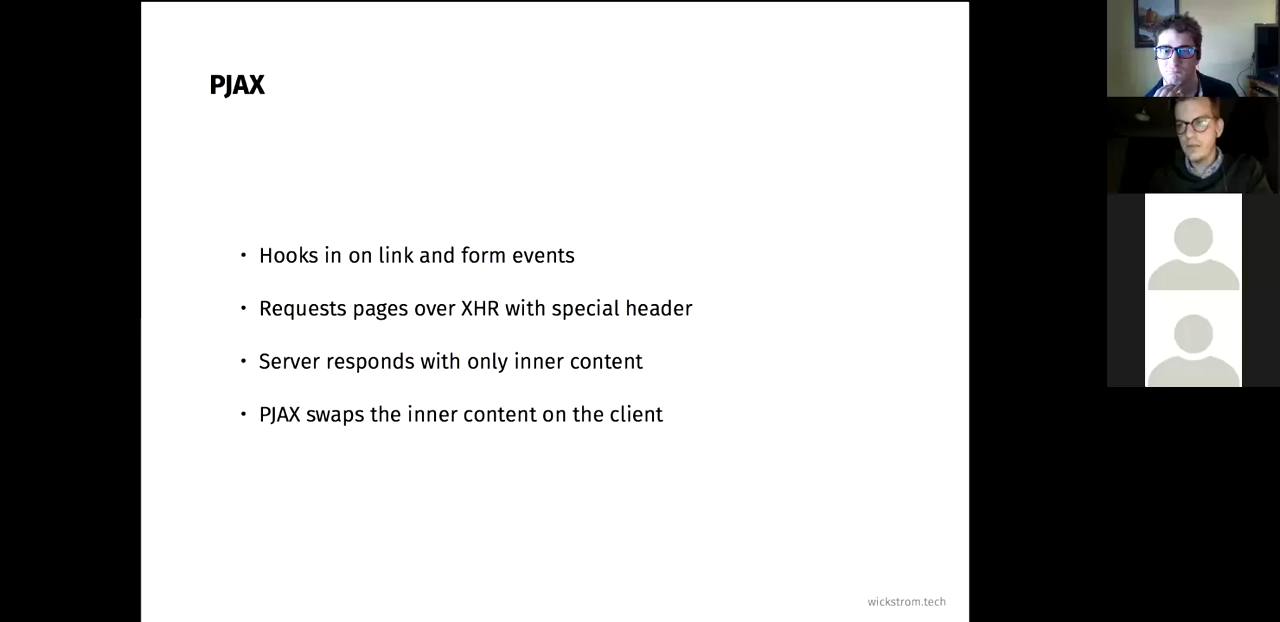 PJAX
• Hooks in on link and form events
• Requests pages over XHR with special header
• Server responds with only inner content
• PJAX swaps the inner content on the client
wickstrom.tech